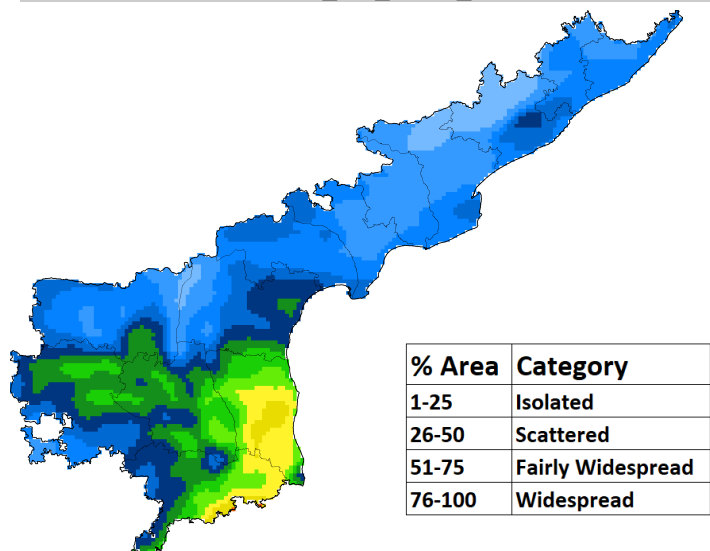 % Area Category
1-25 Isolated
26-50 Scattered
51-75 Fairly Widespread
76-100 Widespread